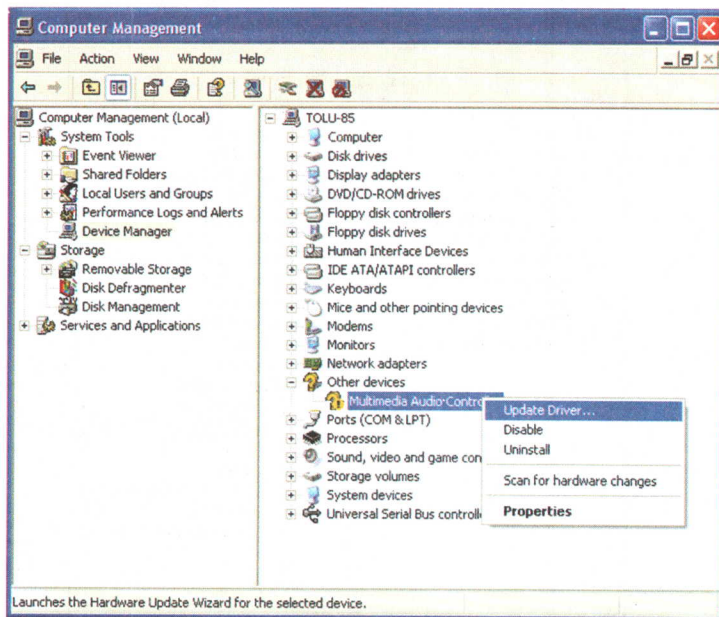 Computer Management
File Action View Window Help
Computer Management (Local)
System Tools
Event Viewer
Shared Folders
Local Users and Groups
Performance Logs and Alerts
Device Manager
Storage
Removable Storage
Disk Defragmenter
Disk Management
Services and Applications
TOLU-85
Computer
Disk drives
Display adapters
DVD/CD-ROM drives
Floppy disk controllers
Floppy disk drives
Human Interface Devices
IDE ATA/ATAPI controllers
Keyboards
Mice and other pointing devices
Modems
Monitors
Network adapters
Other devices
Multimedia Audio Contro
Ports (COM & LPT)
Processors
Sound, video and game con
Storage volumes
System devices
Universal Serial Bus controll
Update Driver...
Disable
Uninstall
Scan for hardware changes
Properties
Launches the Hardware Update Wizard for the selected device.